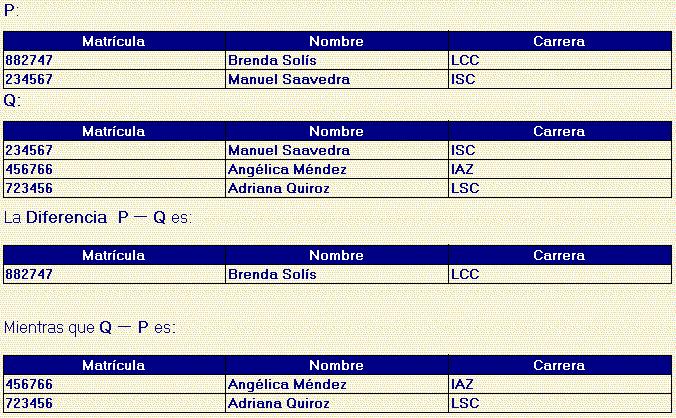 P:
Matrícula Nombre Carrera
882747 Brenda Solís LCC
234567 Manuel Saavedra ISC
Q:
Matrícula Nombre Carrera
234567 Manuel Saavedra ISC
456766 Angélica Méndez IAZ
723456 Adriana Quiroz LSC
La Diferencia P — Q es:
Matrícula Nombre Carrera
882747 Brenda Solís LCC
Mientras que Q — P es:
Matrícula Nombre Carrera
456766 Angélica Méndez IAZ
723456 Adriana Quiroz LSC